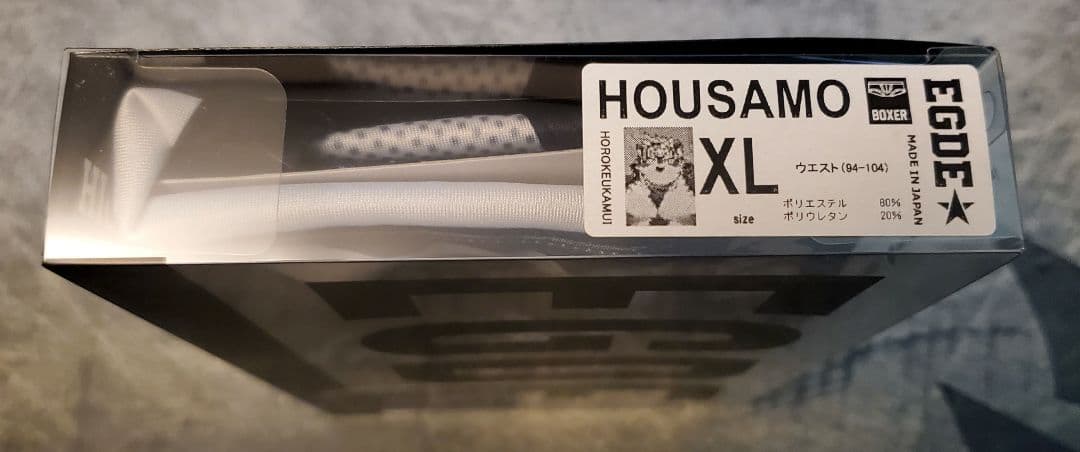 HOUSAMO
BOXER
HOROKEUKAMUI
XL
size
ウエスト(94-104)
ポリエステル 80%
ポリウレタン 20%
MADE IN JAPAN
EGDE★